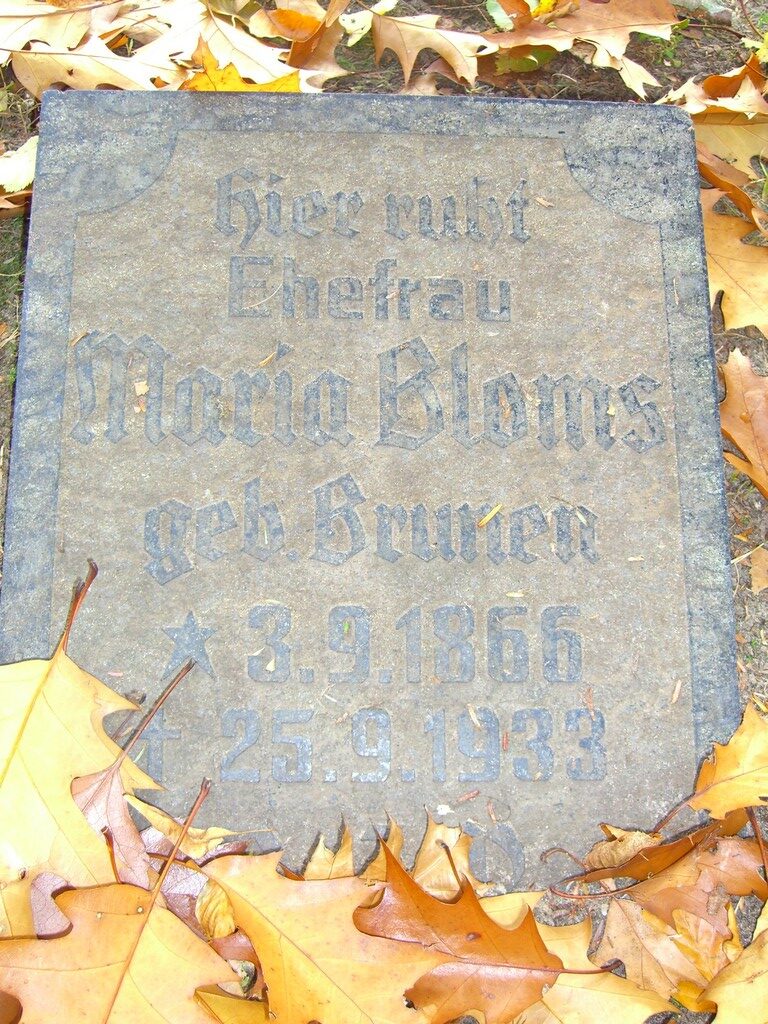 Hier ruht
Ehefrau
Maria Bloms
geb. Brunen
★ 3.9.1866
† 25.9.1933